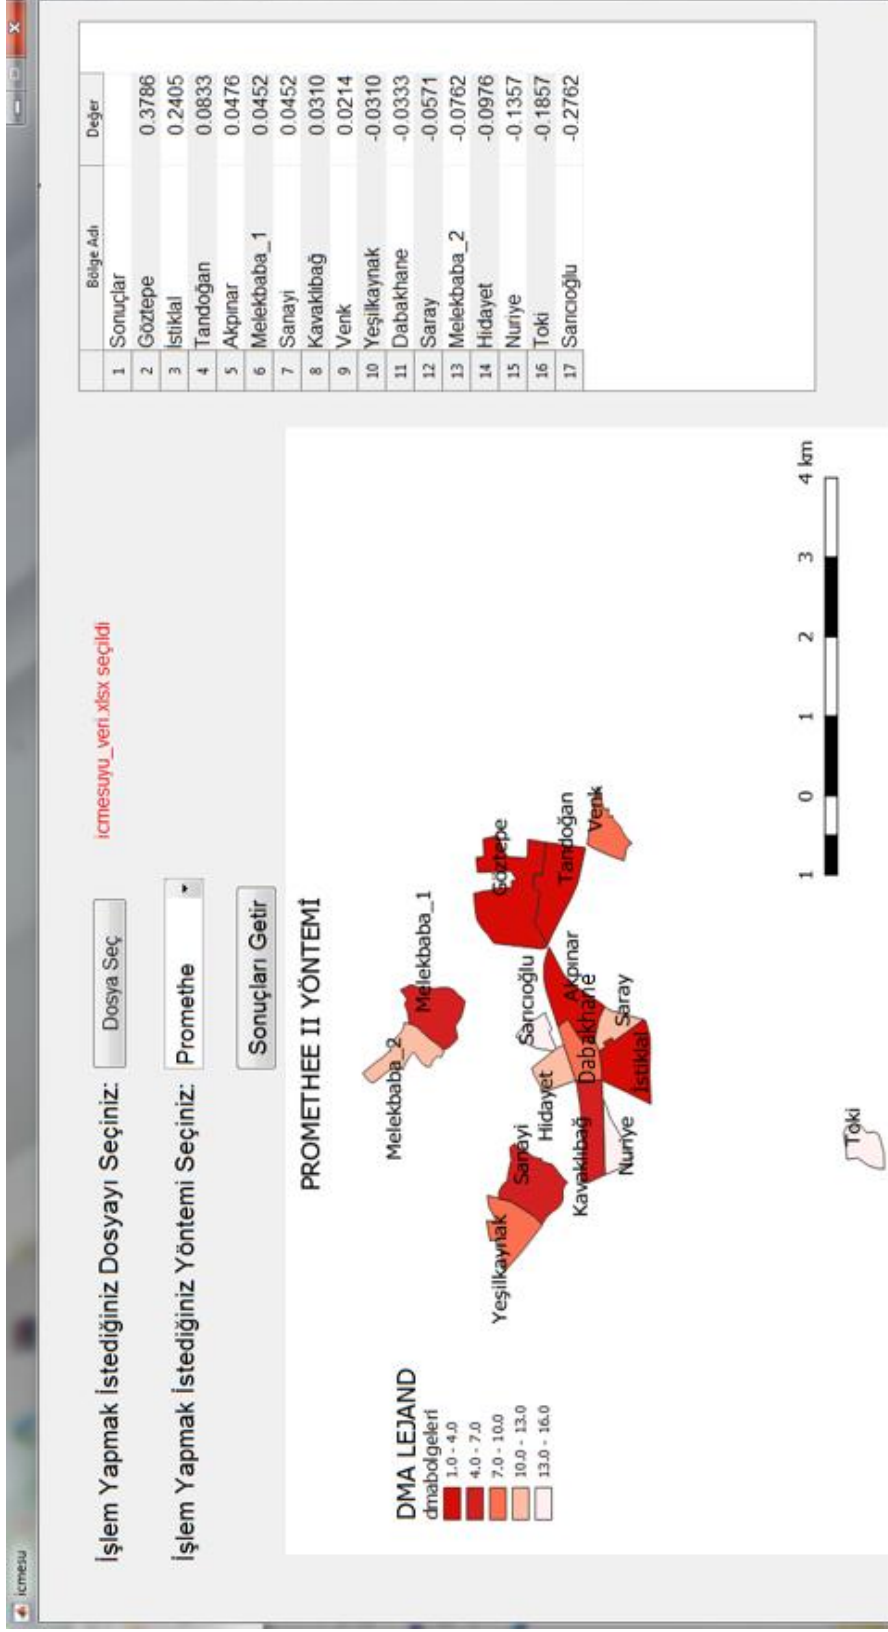 icmesu
İşlem Yapmak İstediğiniz Dosyayı Seçiniz: Dosya Seç icmesuyu_veri.xlsx seçildi
İşlem Yapmak İstediğiniz Yöntemi Seçiniz: Promethe
Sonuçları Getir
PROMETHEE II YÖNTEMİ
Melekbaba_2
Melekbaba_1
DMA LEJAND
dmabolgeleri
1.0 - 4.0
4.0 - 7.0
7.0 - 10.0
10.0 - 13.0
13.0 - 16.0
Yeşilkaynak
Sanayi
Hidayet
Sarıcıoğlu
Göztepe
Kavaklıbağ
Dabakhane
Akpınar
Tandoğan
Venk
Nuriye
İstiklal
Saray
Toki
1 0 1 2 3 4 km
Bölge Adı Değer
1 Sonuçlar
2 Göztepe 0.3786
3 İstiklal 0.2405
4 Tandoğan 0.0833
5 Akpınar 0.0476
6 Melekbaba_1 0.0452
7 Sanayi 0.0452
8 Kavaklıbağ 0.0310
9 Venk 0.0214
10 Yeşilkaynak -0.0310
11 Dabakhane -0.0333
12 Saray -0.0571
13 Melekbaba_2 -0.0762
14 Hidayet -0.0976
15 Nuriye -0.1357
16 Toki -0.1857
17 Sarıcıoğlu -0.2762